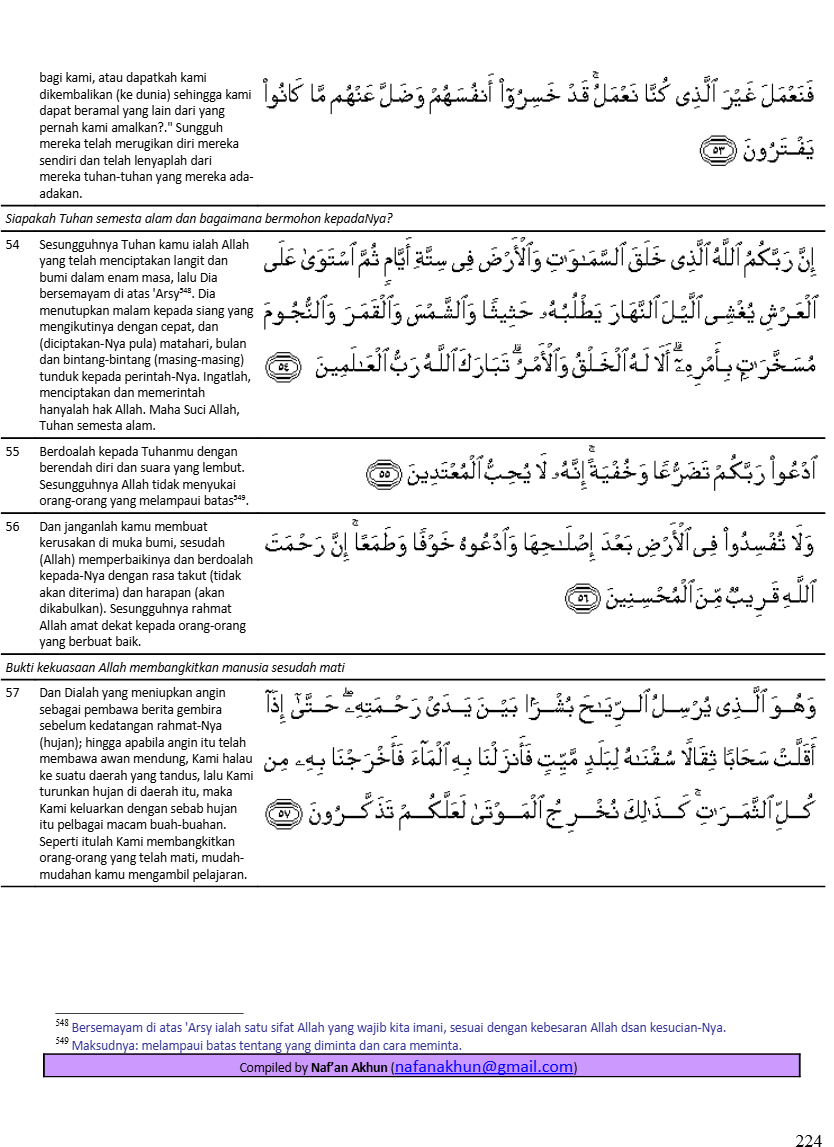 bagi kami, atau dapatkah kami
dikembalikan (ke dunia) sehingga kami
dapat beramal yang lain dari yang
pernah kami amalkan?." Sungguh
mereka telah merugikan diri mereka
sendiri dan telah lenyaplah dari
mereka tuhan-tuhan yang mereka ada-
adakan.
فَنَعْمَلَ غَيْرَ ٱلَّذِى كُنَّا نَعْمَلُ ۚ قَدْ خَسِرُوٓا۟ أَنفُسَهُمْ وَضَلَّ عَنْهُم مَّا كَانُوا۟
يَفْتَرُونَ ﴿٥٣﴾
Siapakah Tuhan semesta alam dan bagaimana bermohon kepadaNya?
54 Sesungguhnya Tuhan kamu ialah Allah
yang telah menciptakan langit dan
bumi dalam enam masa, lalu Dia
bersemayam di atas 'Arsy548. Dia
menutupkan malam kepada siang yang
mengikutinya dengan cepat, dan
(diciptakan-Nya pula) matahari, bulan
dan bintang-bintang (masing-masing)
tunduk kepada perintah-Nya. Ingatlah,
menciptakan dan memerintah
hanyalah hak Allah. Maha Suci Allah,
Tuhan semesta alam.
إِنَّ رَبَّكُمُ ٱللَّهُ ٱلَّذِى خَلَقَ ٱلسَّمَـٰوَٰتِ وَٱلْأَرْضَ فِى سِتَّةِ أَيَّامٍ ثُمَّ ٱسْتَوَىٰ عَلَى
ٱلْعَرْشِ يُغْشِى ٱلَّيْلَ ٱلنَّهَارَ يَطْلُبُهُۥ حَثِيثًا وَٱلشَّمْسَ وَٱلْقَمَرَ وَٱلنُّجُومَ
مُسَخَّرَٰتٍۭ بِأَمْرِهِۦٓ ۗ أَلَا لَهُ ٱلْخَلْقُ وَٱلْأَمْرُ ۗ تَبَارَكَ ٱللَّهُ رَبُّ ٱلْعَـٰلَمِينَ ﴿٥٤﴾
55 Berdoalah kepada Tuhanmu dengan
berendah diri dan suara yang lembut.
Sesungguhnya Allah tidak menyukai
orang-orang yang melampaui batas549.
ٱدْعُوا۟ رَبَّكُمْ تَضَرُّعًا وَخُفْيَةً ۚ إِنَّهُۥ لَا يُحِبُّ ٱلْمُعْتَدِينَ ﴿٥٥﴾
56 Dan janganlah kamu membuat
kerusakan di muka bumi, sesudah
(Allah) memperbaikinya dan berdoalah
kepada-Nya dengan rasa takut (tidak
akan diterima) dan harapan (akan
dikabulkan). Sesungguhnya rahmat
Allah amat dekat kepada orang-orang
yang berbuat baik.
وَلَا تُفْسِدُوا۟ فِى ٱلْأَرْضِ بَعْدَ إِصْلَـٰحِهَا وَٱدْعُوهُ خَوْفًا وَطَمَعًا ۚ إِنَّ رَحْمَتَ
ٱللَّهِ قَرِيبٌ مِّنَ ٱلْمُحْسِنِينَ ﴿٥٦﴾
Bukti kekuasaan Allah membangkitkan manusia sesudah mati
57 Dan Dialah yang meniupkan angin
sebagai pembawa berita gembira
sebelum kedatangan rahmat-Nya
(hujan); hingga apabila angin itu telah
membawa awan mendung, Kami halau
ke suatu daerah yang tandus, lalu Kami
turunkan hujan di daerah itu, maka
Kami keluarkan dengan sebab hujan
itu pelbagai macam buah-buahan.
Seperti itulah Kami membangkitkan
orang-orang yang telah mati, mudah-
mudahan kamu mengambil pelajaran.
وَهُوَ ٱلَّذِى يُرْسِلُ ٱلرِّيَـٰحَ بُشْرًۢا بَيْنَ يَدَىْ رَحْمَتِهِۦ ۖ حَتَّىٰٓ إِذَآ
أَقَلَّتْ سَحَابًا ثِقَالًا سُقْنَـٰهُ لِبَلَدٍ مَّيِّتٍ فَأَنزَلْنَا بِهِ ٱلْمَآءَ فَأَخْرَجْنَا بِهِۦ مِن
كُلِّ ٱلثَّمَرَٰتِ ۚ كَذَٰلِكَ نُخْرِجُ ٱلْمَوْتَىٰ لَعَلَّكُمْ تَذَكَّرُونَ ﴿٥٧﴾
548 Bersemayam di atas 'Arsy ialah satu sifat Allah yang wajib kita imani, sesuai dengan kebesaran Allah dsan kesucian-Nya.
549 Maksudnya: melampaui batas tentang yang diminta dan cara meminta.
Compiled by Naf'an Akhun (nafanakhun@gmail.com)
224